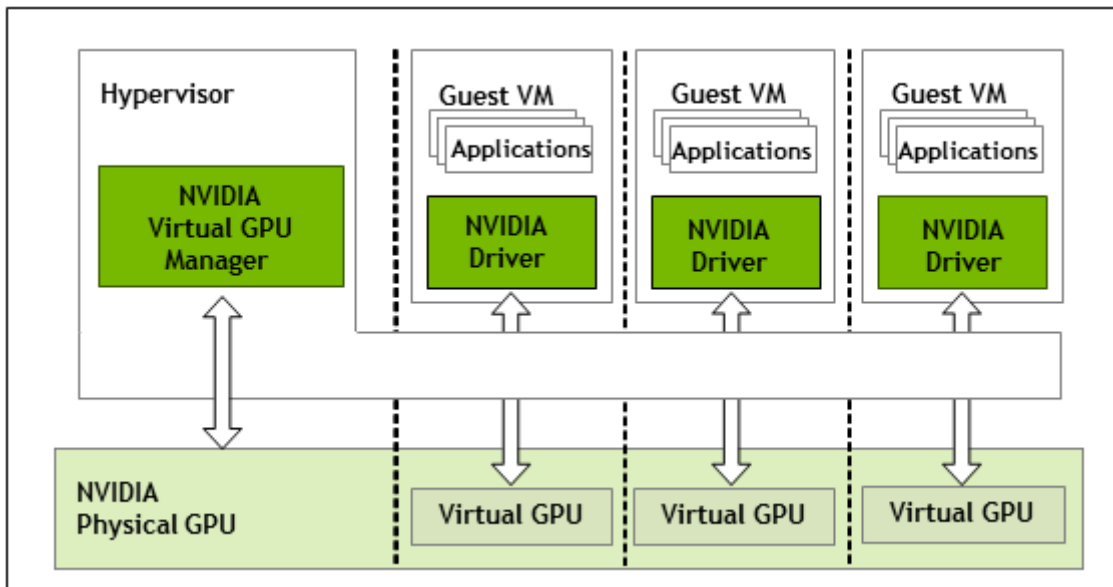 Hypervisor
NVIDIA
Virtual GPU
Manager
Guest VM
Applications
NVIDIA
Driver
Guest VM
Applications
NVIDIA
Driver
Guest VM
Applications
NVIDIA
Driver
NVIDIA
Physical GPU
Virtual GPU
Virtual GPU
Virtual GPU